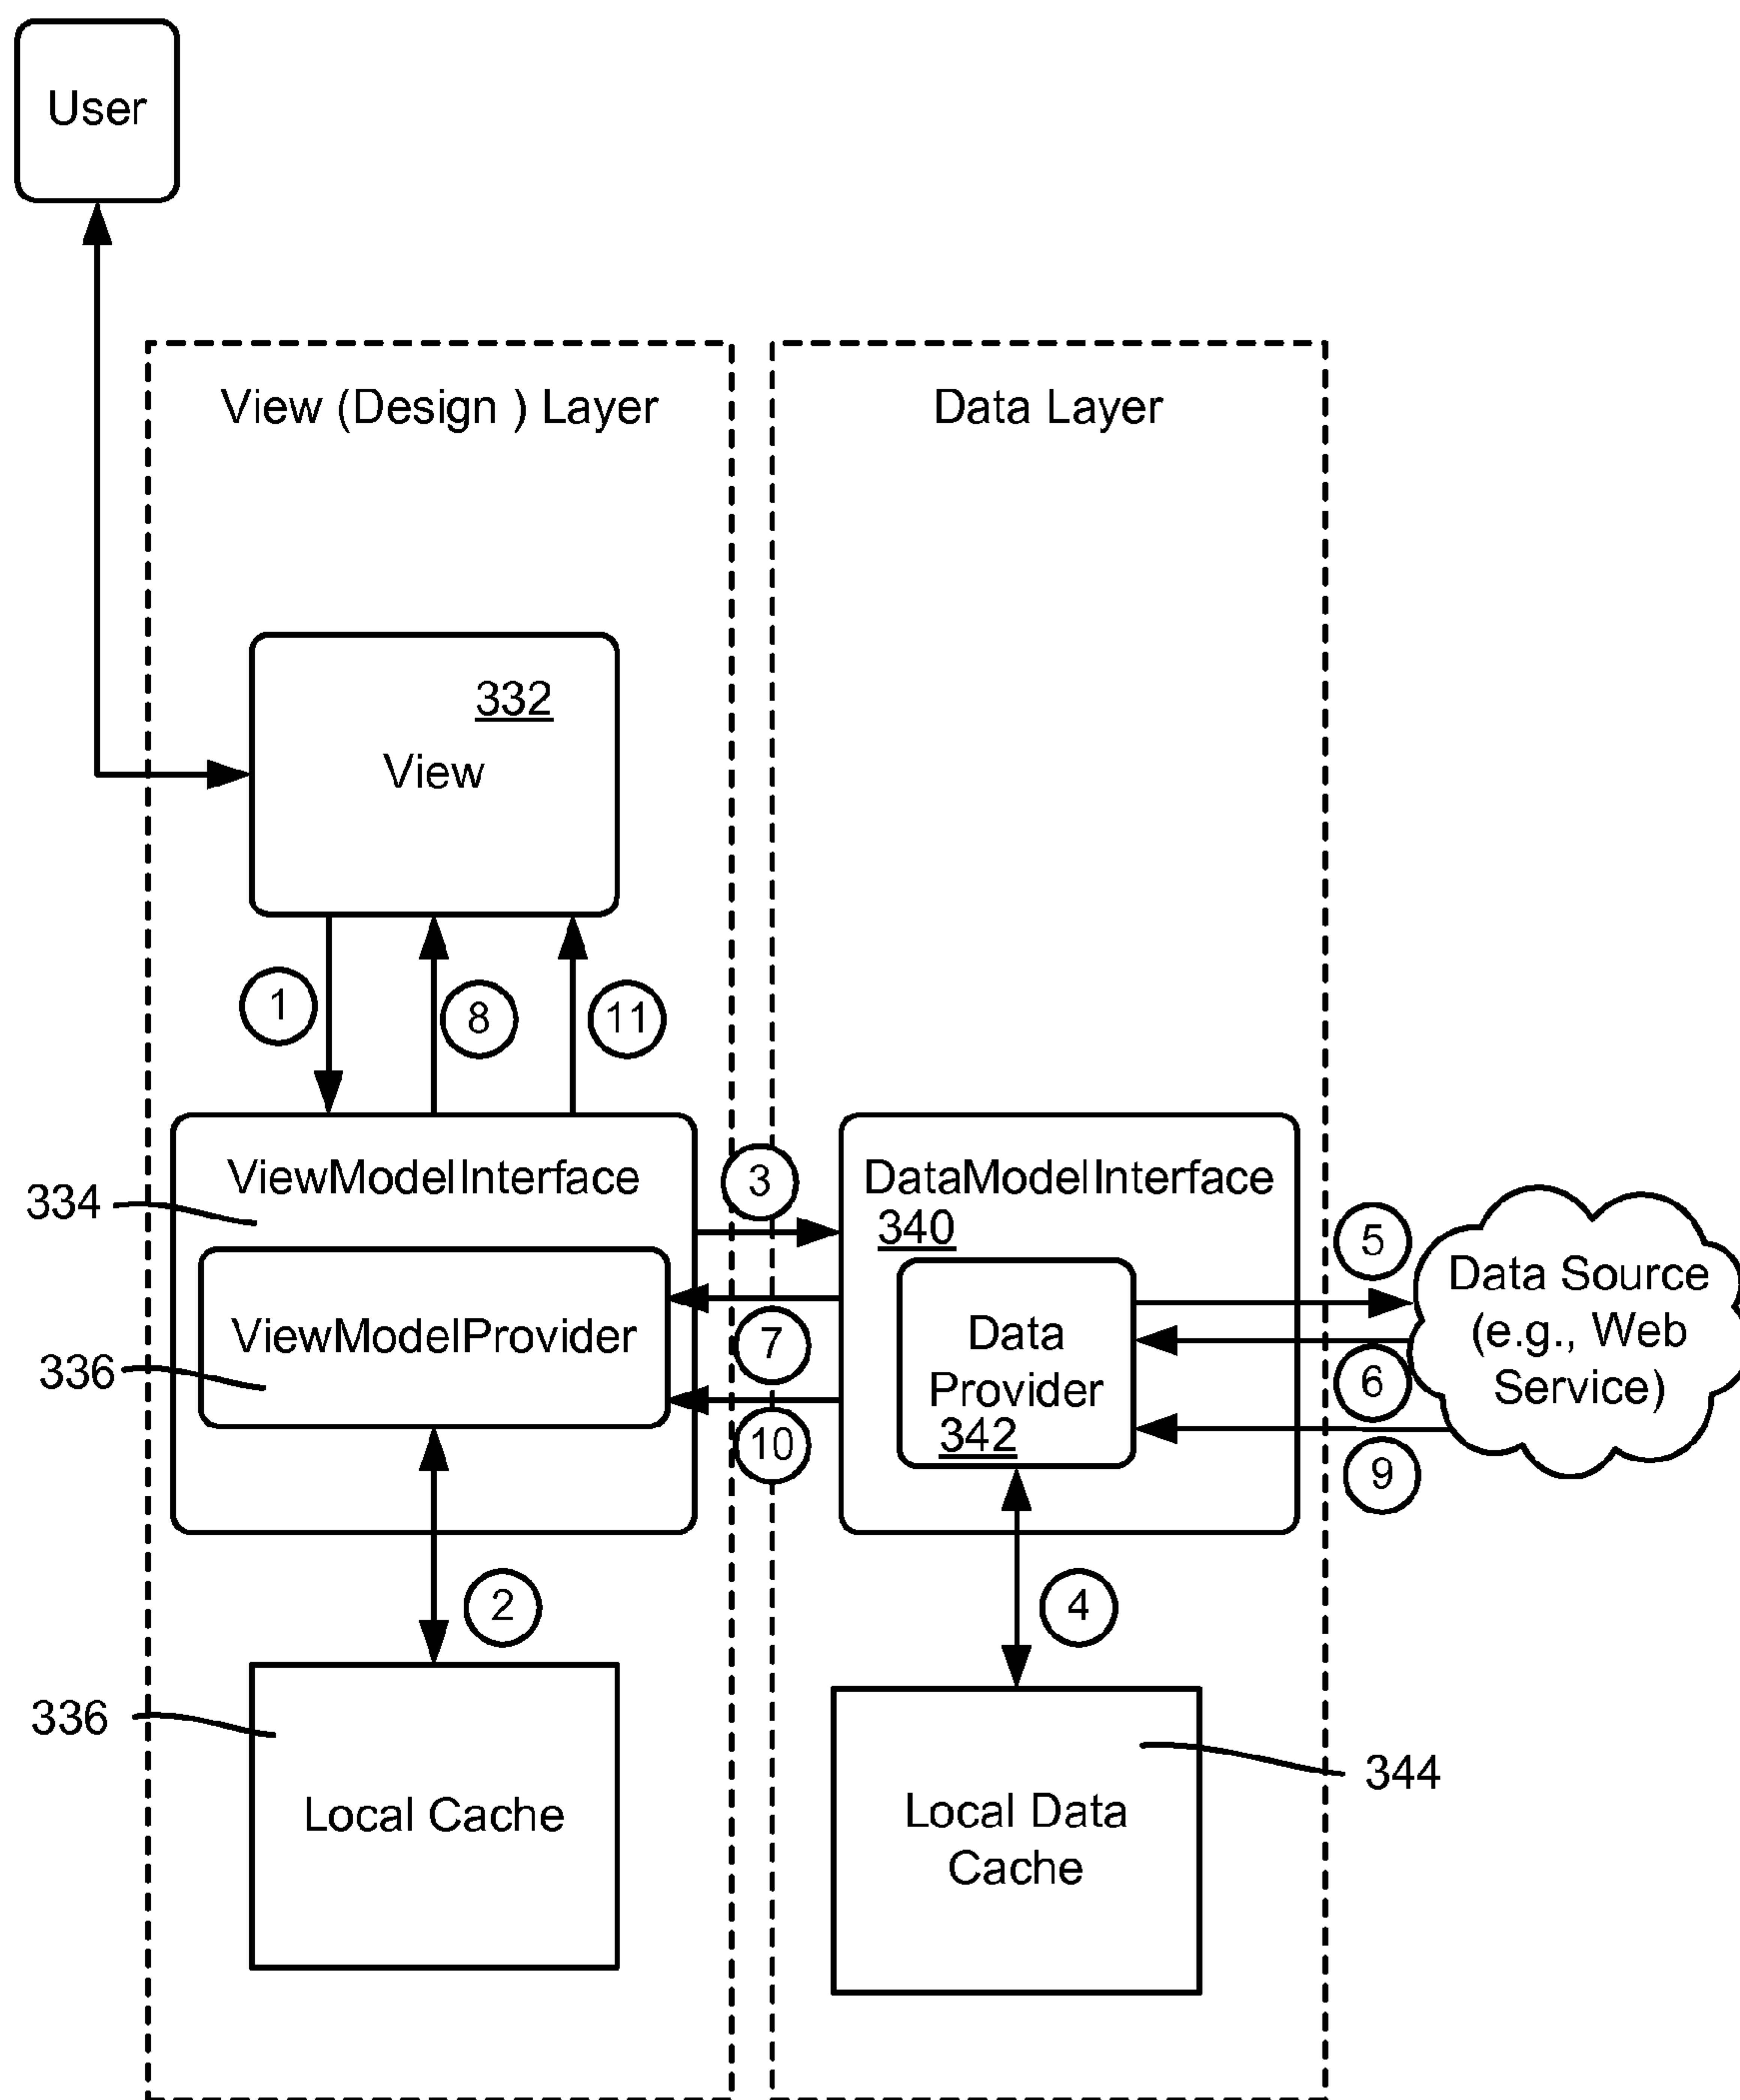 User
View (Design ) Layer
Data Layer
332
View
1
8
11
ViewModelInterface
334
3
DataModelInterface
340
5
Data Source
(e.g., Web
Service)
ViewModelProvider
336
7
Data
Provider
342
6
10
9
2
4
336
Local Cache
344
Local Data
Cache